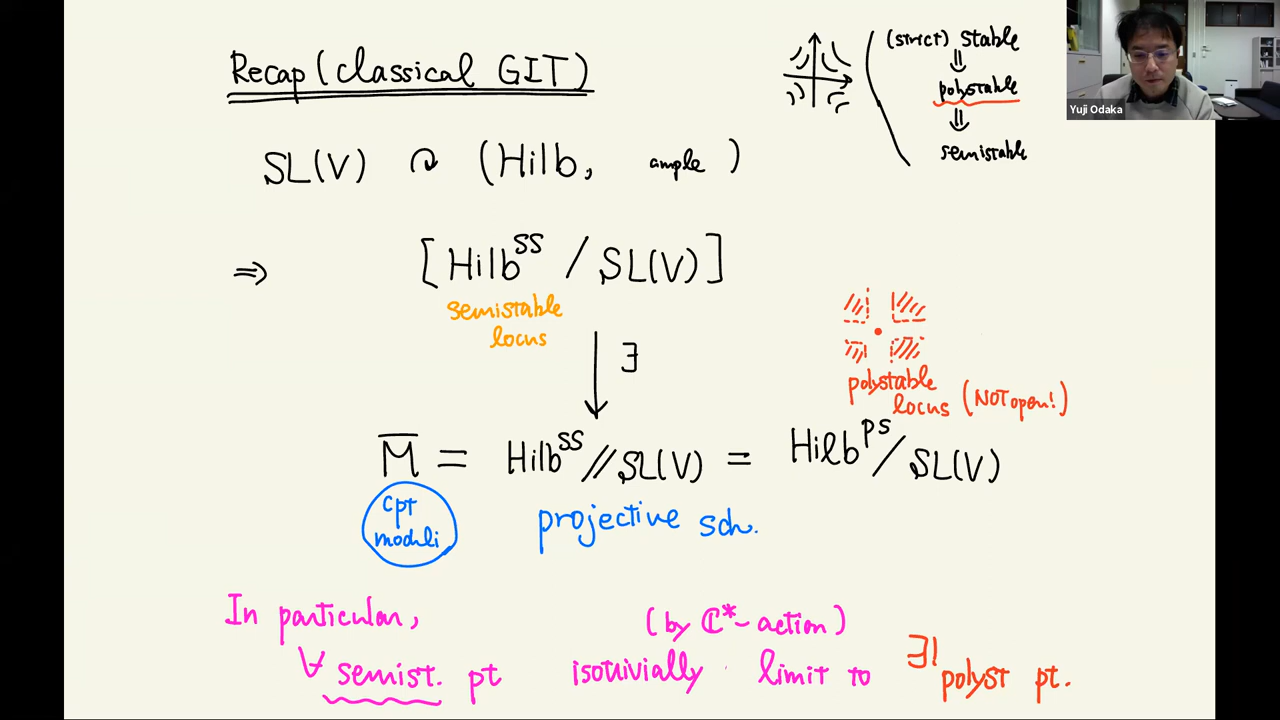 Recap (classical GIT)
(strict) stable
⇓
polystable
⇓
semistable
Yuji Odaka
SL(V) ↷ (Hilb, ample)
⇒ [Hilb^ss / SL(V)]
semistable
locus
∃
polystable
locus (NOT open!)
M̅ = Hilb^ss // SL(V) = Hilb^ps / SL(V)
cpt
moduli
projective sch.
In particular,
(by ℂ*-action)
∀ semist. pt isotrivially limit to ∃! polyst pt.